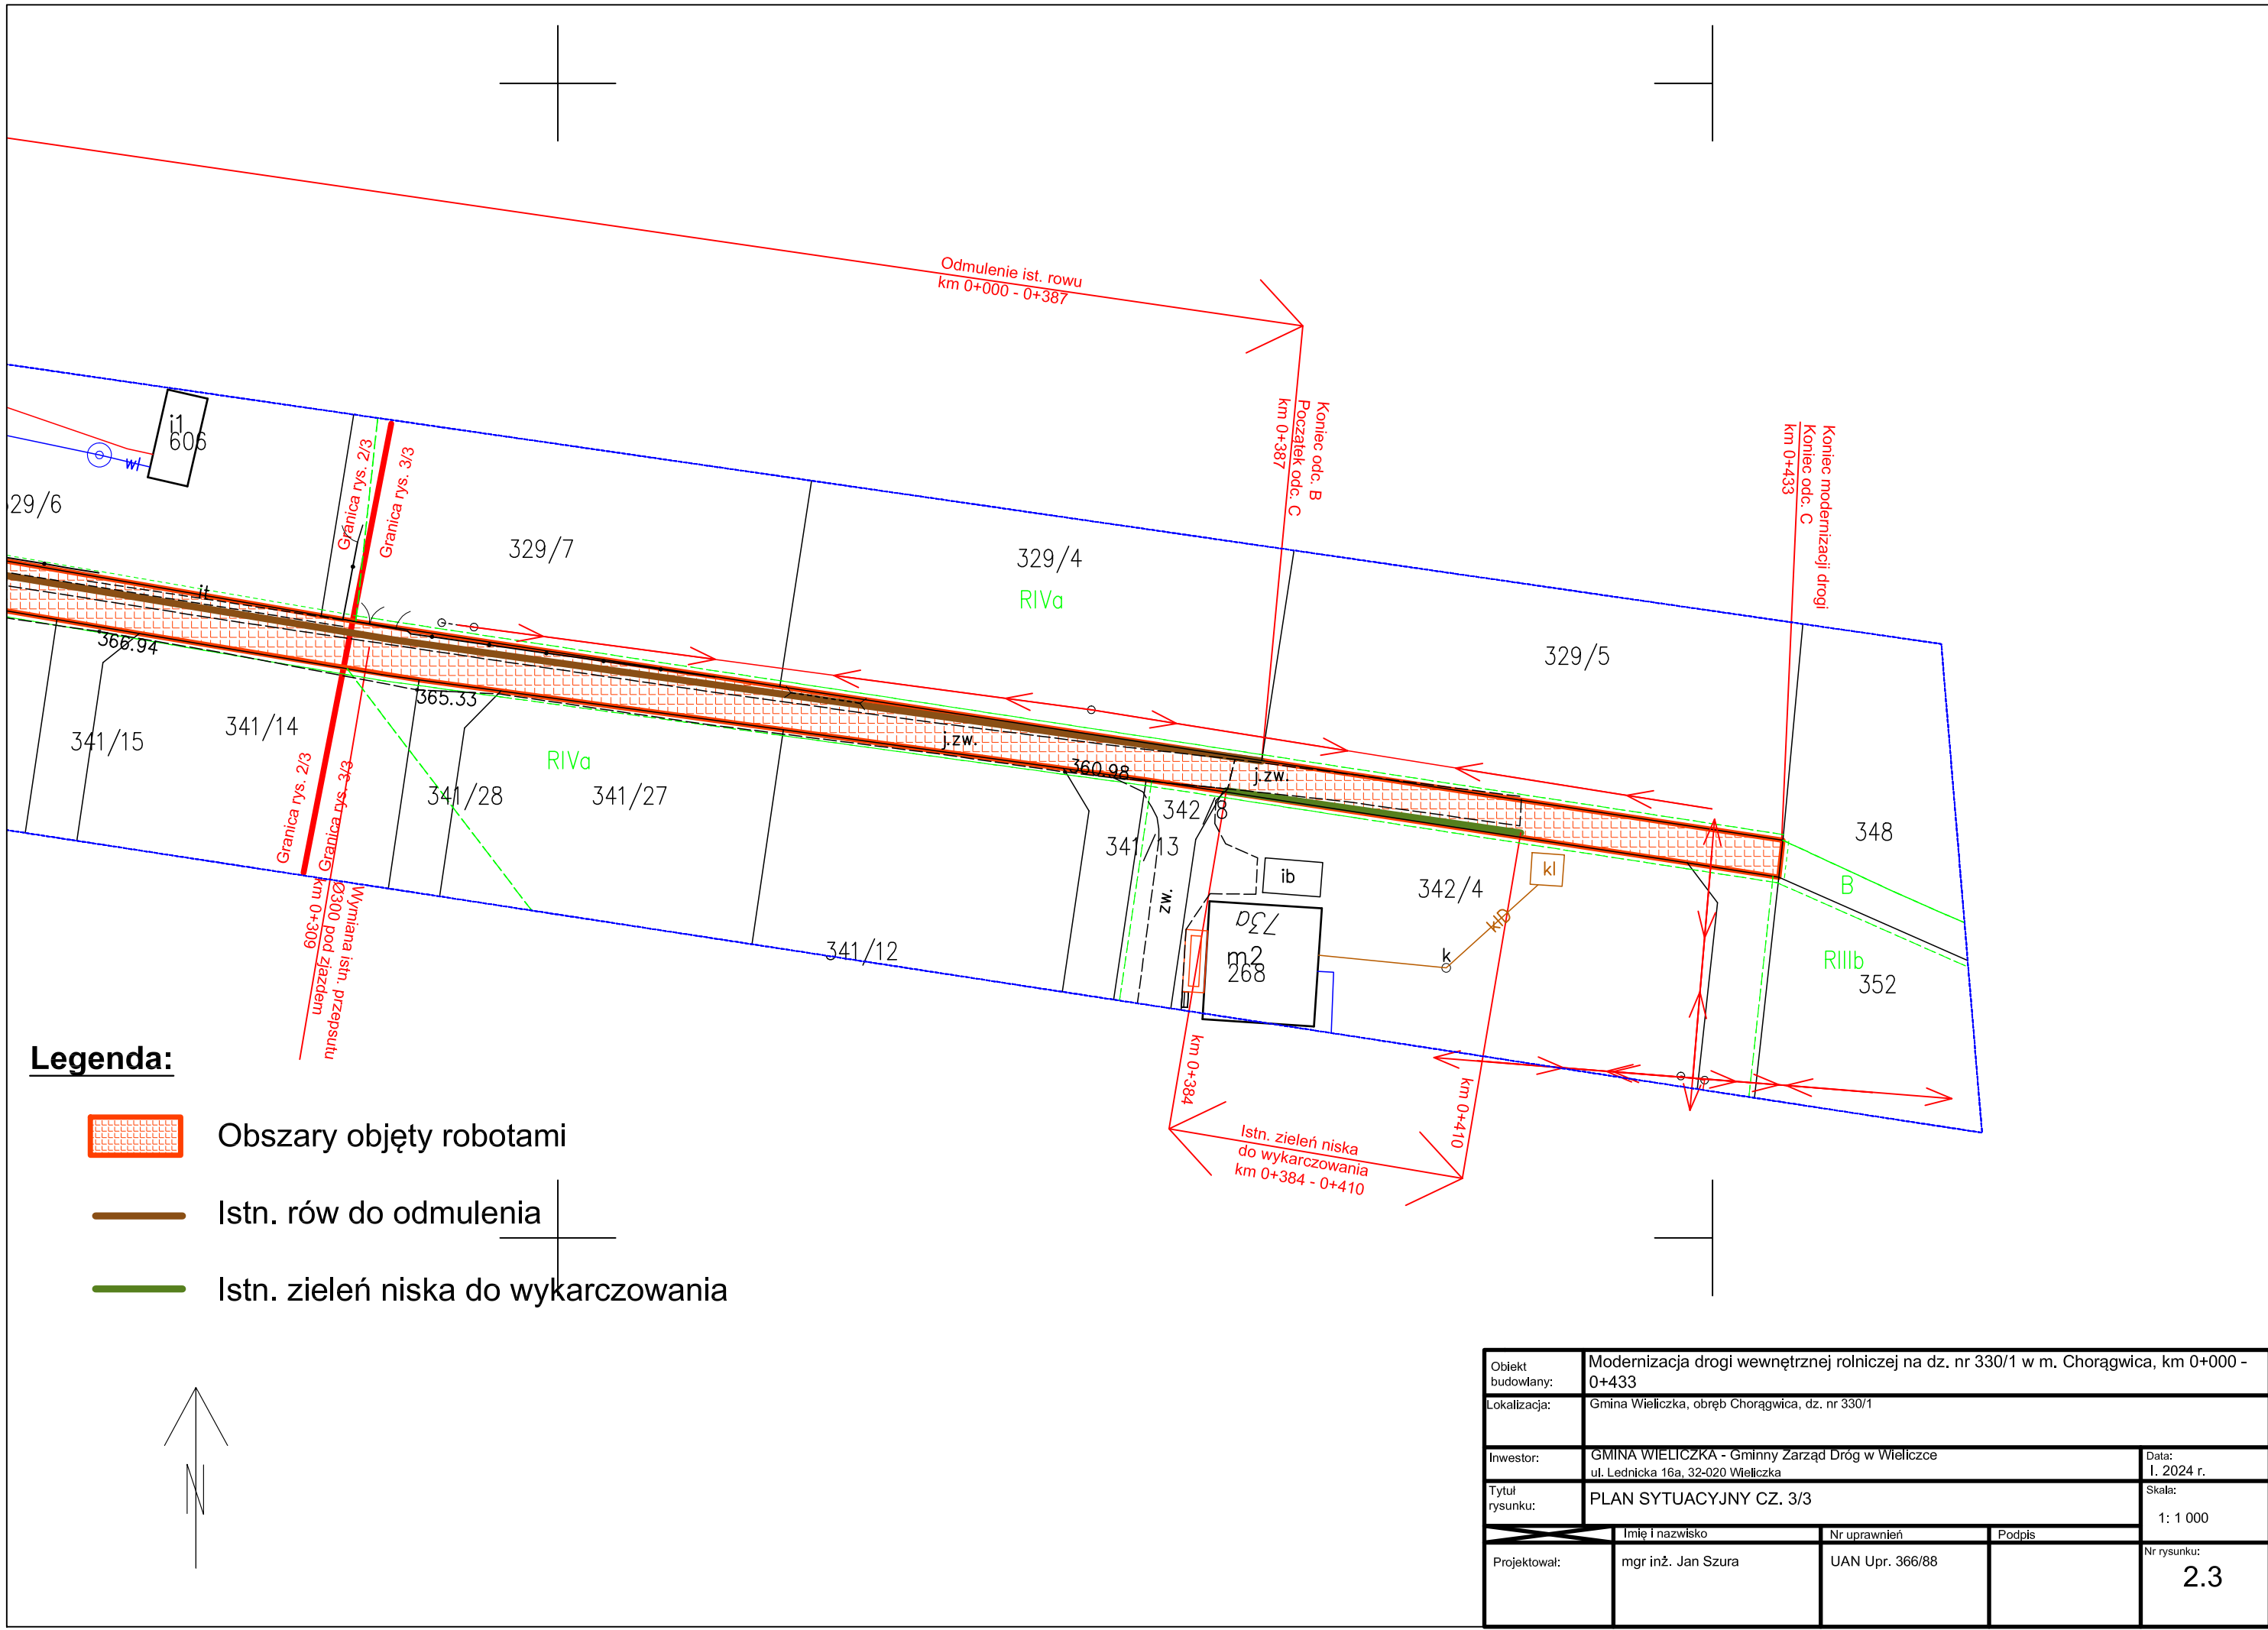 Odmulenie ist. rowu
km 0+000 - 0+387
Koniec odc. B
Początek odc. C
km 0+387
Koniec modernizacji drogi
Koniec odc. C
km 0+433
i1
606
wl
29/6
Granica rys. 2/3
Granica rys. 3/3
329/7
329/4
RIVa
329/5
it.
366.94
365.33
j.zw.
360.98
j.zw.
341/15
341/14
RIVa
341/28
341/27
342/8
341/13
348
B
RIIIb
352
zw.
ib
342/4
kl
klD
k
73a
m2
268
341/12
Granica rys. 2/3
Granica rys. 3/3
Wymiana istn. przepsutu
Ø300 pod zjazdem
km 0+309
km 0+384
km 0+410
Istn. zieleń niska
do wykarczowania
km 0+384 - 0+410
Legenda:
Obszary objęty robotami
Istn. rów do odmulenia
Istn. zieleń niska do wykarczowania
N
Obiekt
budowlany:
Modernizacja drogi wewnętrznej rolniczej na dz. nr 330/1 w m. Chorągwica, km 0+000 -
0+433
Lokalizacja:
Gmina Wieliczka, obręb Chorągwica, dz. nr 330/1
Inwestor:
GMINA WIELICZKA - Gminny Zarząd Dróg w Wieliczce
ul. Lednicka 16a, 32-020 Wieliczka
Data:
I. 2024 r.
Tytuł
rysunku:
PLAN SYTUACYJNY CZ. 3/3
Skala:
1: 1 000
Imię i nazwisko
Nr uprawnień
Podpis
Projektował:
mgr inż. Jan Szura
UAN Upr. 366/88
Nr rysunku:
2.3